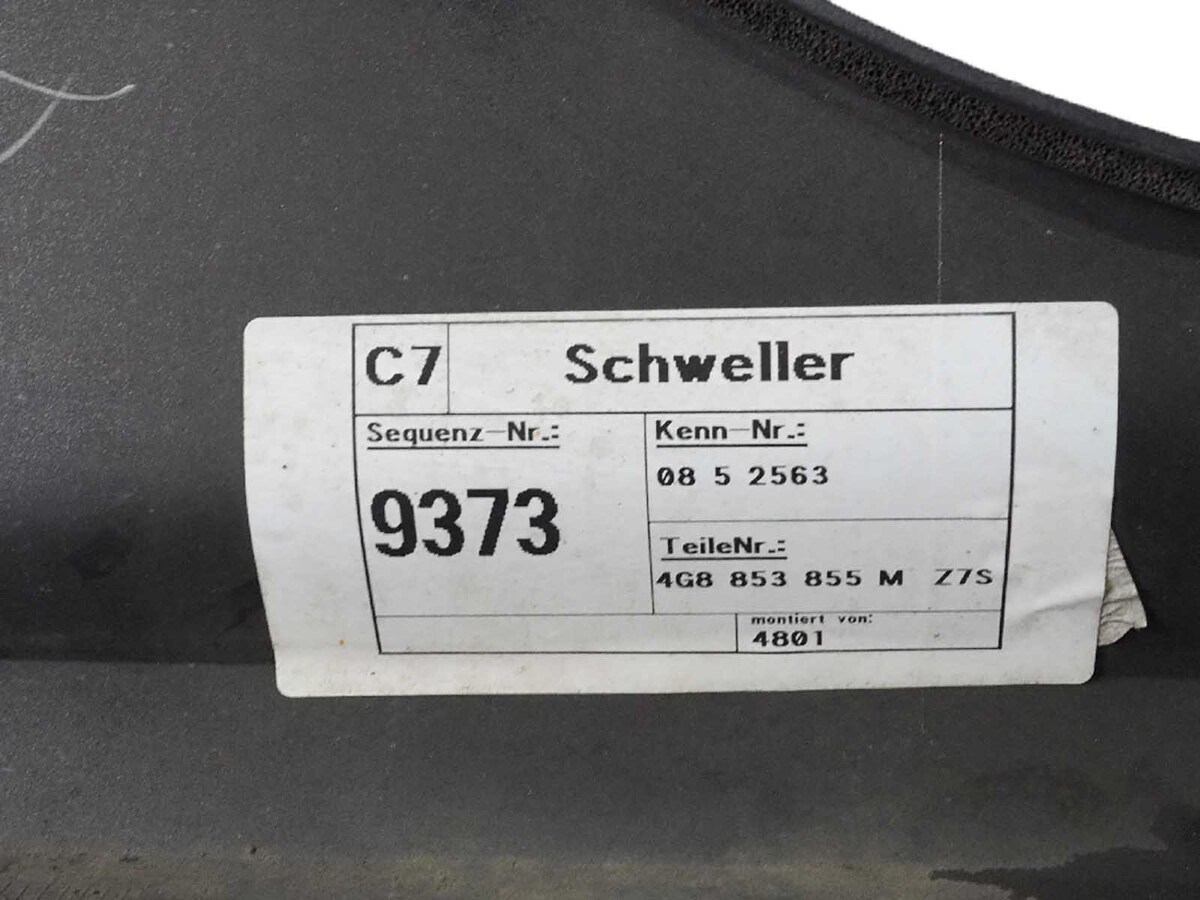 C7 Schweller
Sequenz-Nr.:
9373
Kenn-Nr.:
08 5 2563
TeileNr.:
4G8 853 855 M Z7S
montiert von:
4801